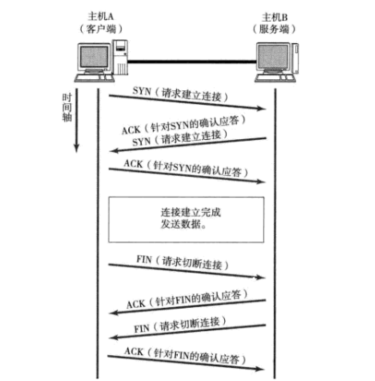 主机A
（客户端）
主机B
（服务端）
时间轴
SYN（请求建立连接）
ACK（针对SYN的确认应答）
SYN（请求建立连接）
ACK（针对SYN的确认应答）
连接建立完成
发送数据。
FIN（请求切断连接）
ACK（针对FIN的确认应答）
FIN（请求切断连接）
ACK（针对FIN的确认应答）